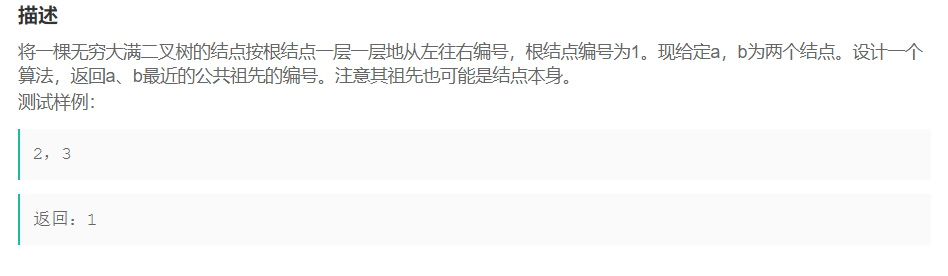 描述
将一棵无穷大满二叉树的结点按根结点一层一层地从左往右编号，根结点编号为1。现给定a，b为两个结点。设计一个
算法，返回a、b最近的公共祖先的编号。注意其祖先也可能是结点本身。
测试样例：
2，3
返回：1